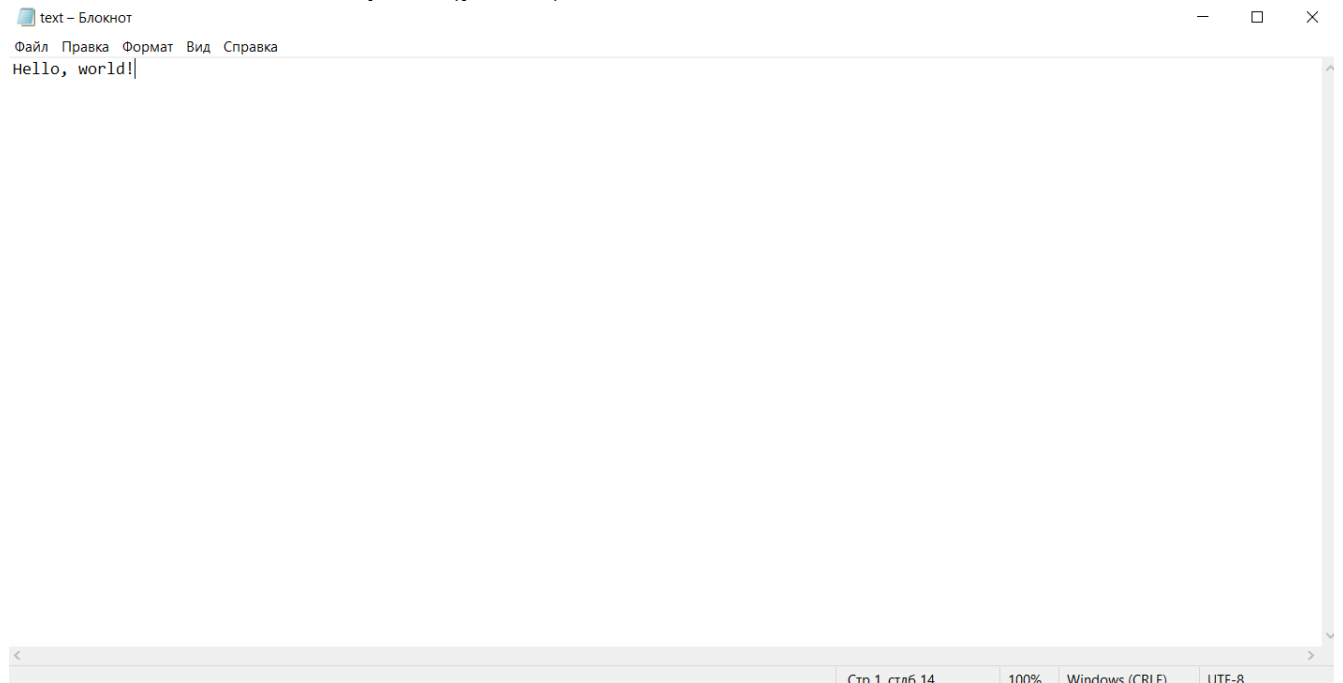 text – Блокнот
Файл Правка Формат Вид Справка
Hello, world!
Стр 1, стлб 14 100% Windows (CRLF) UTF-8